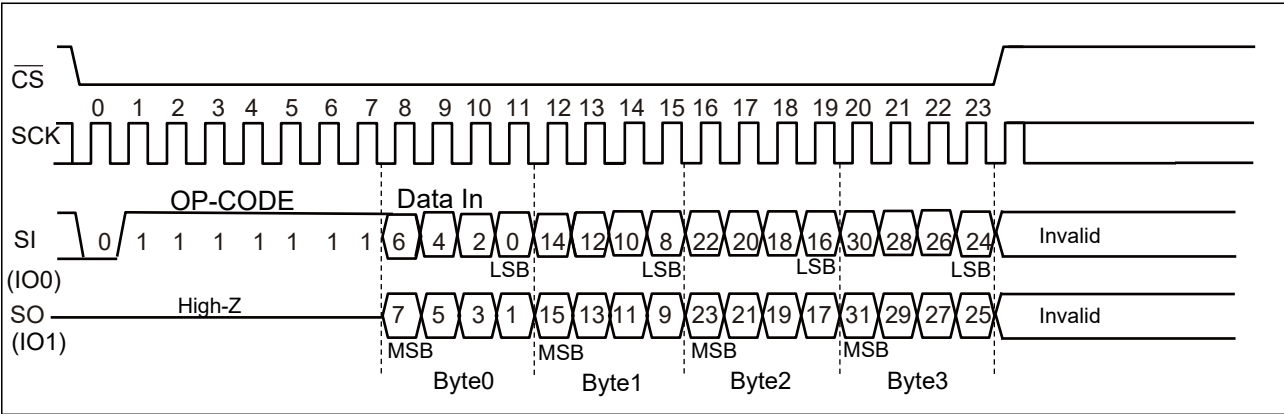 CS
0 1 2 3 4 5 6 7 8 9 10 11 12 13 14 15 16 17 18 19 20 21 22 23
SCK
OP-CODE Data In
SI 0 1 1 1 1 1 1 1 6 4 2 0 14 12 10 8 22 20 18 16 30 28 26 24 Invalid
LSB LSB LSB LSB
(IO0)
SO High-Z 7 5 3 1 15 13 11 9 23 21 19 17 31 29 27 25 Invalid
(IO1)
MSB MSB MSB MSB
Byte0 Byte1 Byte2 Byte3